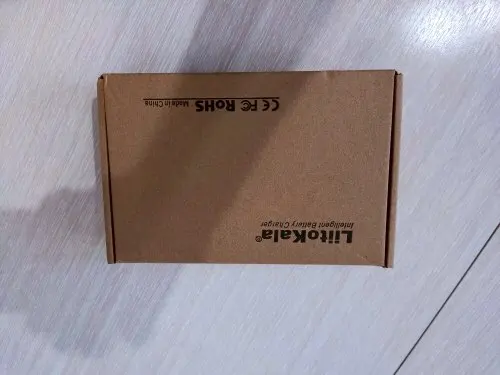 LiitoKala®
Intelligent Battery Charger
CE FC RoHS Made in China